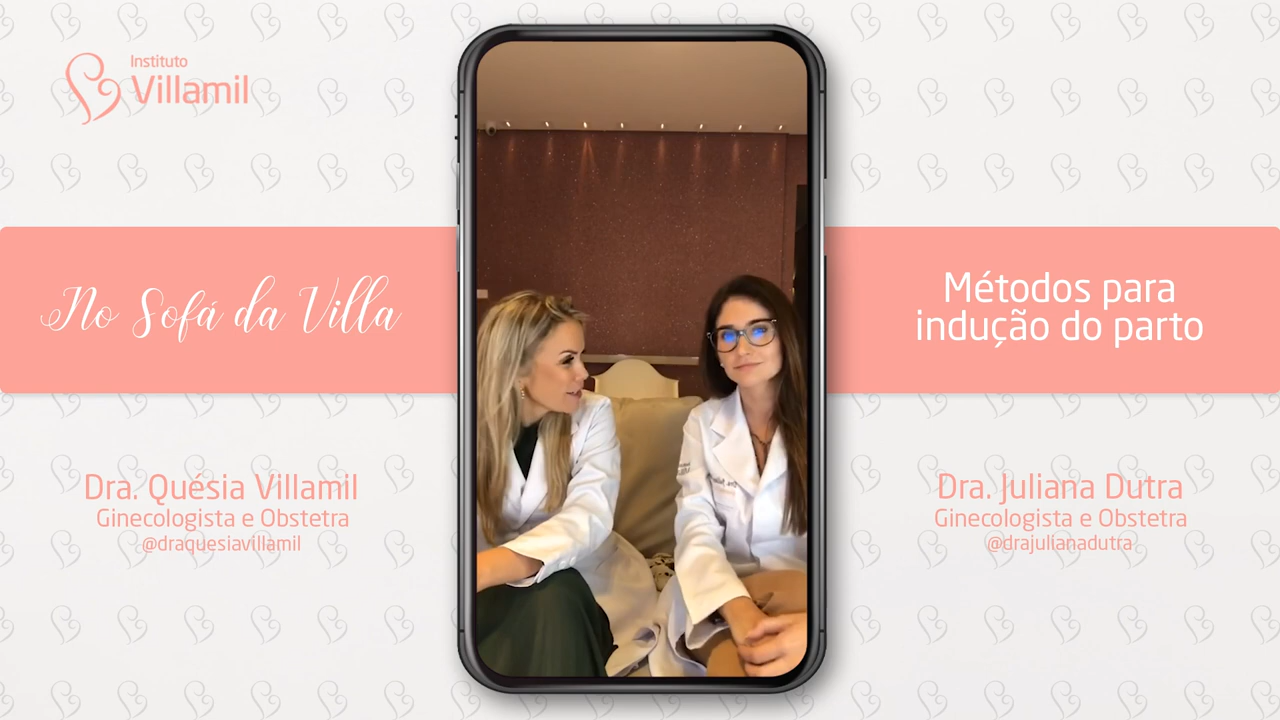 Instituto
Villamil
No Sofá da Villa
Métodos para
indução do parto
Dra. Quésia Villamil
Ginecologista e Obstetra
@draquesiavillamil
Dra. Juliana Dutra
Ginecologista e Obstetra
@drajulianadutra